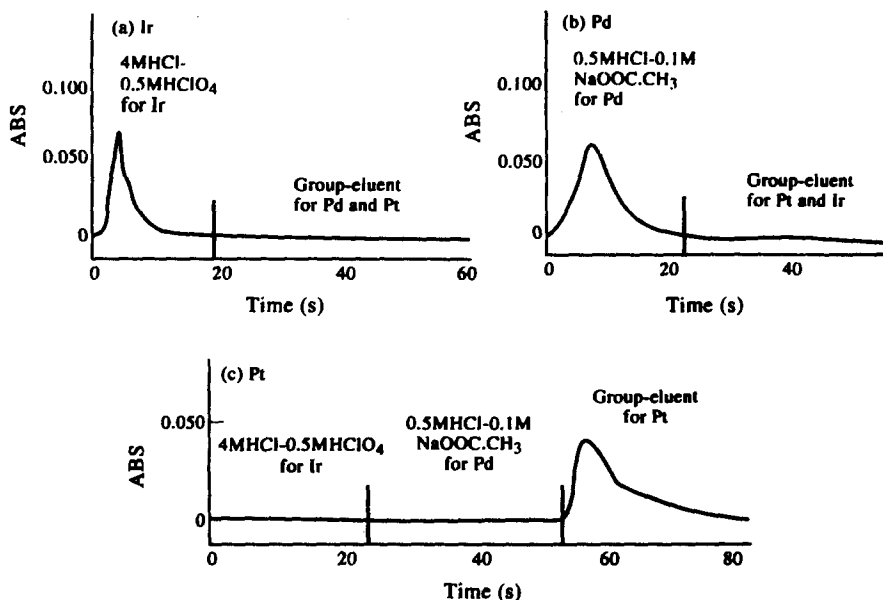 (a) Ir
4MHCl-
0.5MHClO4
for Ir
0.100
0.050
0
ABS
Group-eluent
for Pd and Pt
0
20
40
60
Time (s)
(b) Pd
0.5MHCl-0.1M
NaOOC.CH3
for Pd
0.100
0.050
0
ABS
Group-eluent
for Pt and Ir
0
20
40
Time (s)
(c) Pt
0.050
0
ABS
4MHCl-0.5MHClO4
for Ir
0.5MHCl-0.1M
NaOOC.CH3
for Pd
Group-eluent
for Pt
0
20
40
60
80
Time (s)